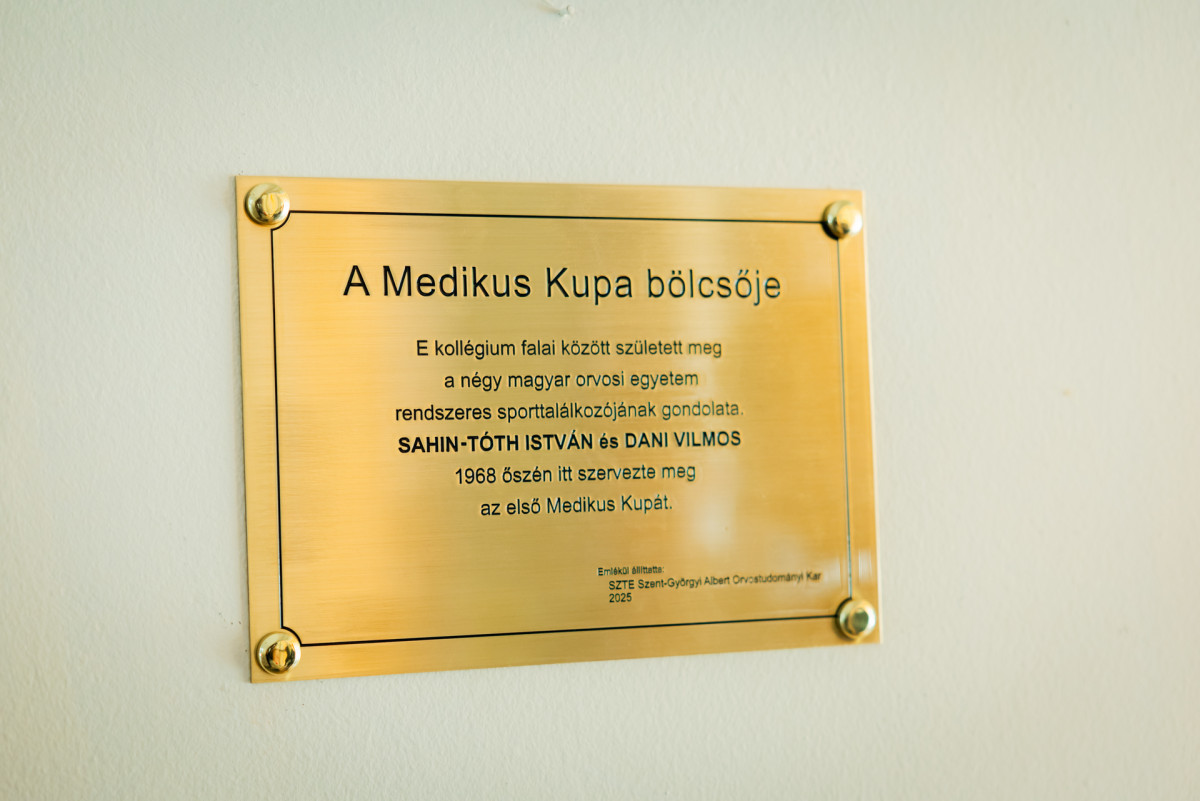 A Medikus Kupa bölcsője
E kollégium falai között született meg
a négy magyar orvosi egyetem
rendszeres sporttalálkozójának gondolata.
SAHIN-TÓTH ISTVÁN és DANI VILMOS
1968 őszén itt szervezte meg
az első Medikus Kupát.
Emlékül állíttatta:
SZTE Szent-Györgyi Albert Orvostudományi Kar
2025